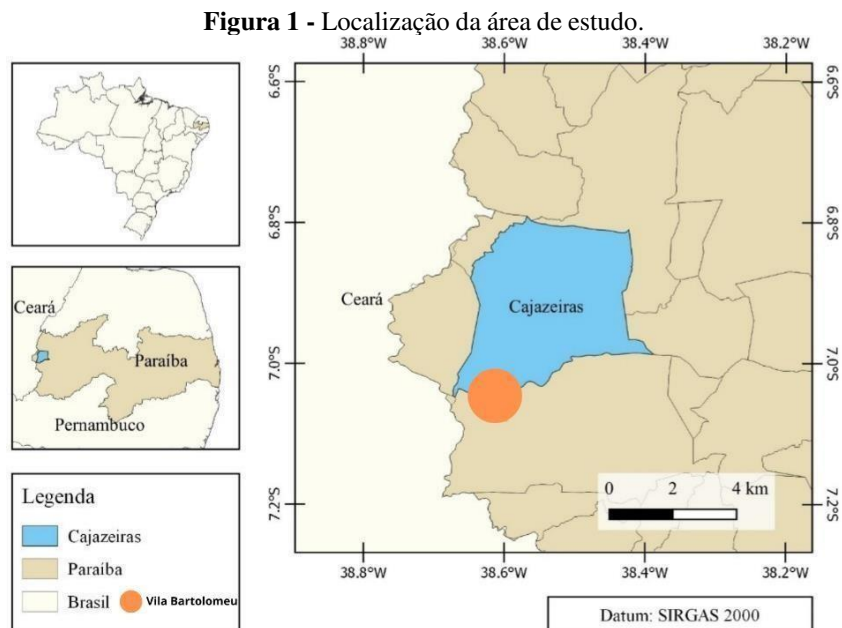 Figura 1 - Localização da área de estudo.
38.8°W 38.6°W 38.4°W 38.2°W
6.6°S 6.6°S
6.8°S 6.8°S
Ceará Cajazeiras
7.0°S 7.0°S
7.2°S 7.2°S
0 2 4 km
38.8°W 38.6°W 38.4°W 38.2°W
Ceará
Paraíba
Pernambuco
Legenda
Cajazeiras
Paraíba
Brasil Vila Bartolomeu
Datum: SIRGAS 2000